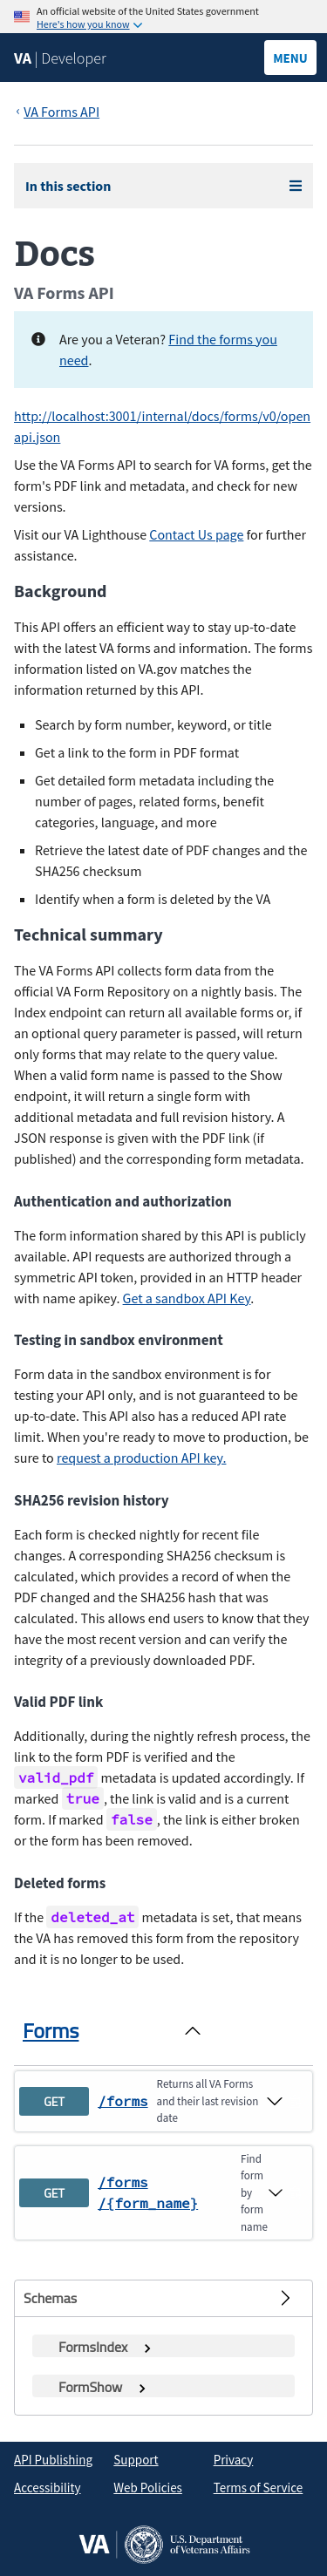 An official website of the United States government
Here's how you know
VA | Developer
MENU
‹ VA Forms API
In this section
Docs
VA Forms API
Are you a Veteran? Find the forms you
need.
http://localhost:3001/internal/docs/forms/v0/open
api.json
Use the VA Forms API to search for VA forms, get the
form's PDF link and metadata, and check for new
versions.
Visit our VA Lighthouse Contact Us page for further
assistance.
Background
This API offers an efficient way to stay up-to-date
with the latest VA forms and information. The forms
information listed on VA.gov matches the
information returned by this API.
Search by form number, keyword, or title
Get a link to the form in PDF format
Get detailed form metadata including the
number of pages, related forms, benefit
categories, language, and more
Retrieve the latest date of PDF changes and the
SHA256 checksum
Identify when a form is deleted by the VA
Technical summary
The VA Forms API collects form data from the
official VA Form Repository on a nightly basis. The
Index endpoint can return all available forms or, if
an optional query parameter is passed, will return
only forms that may relate to the query value.
When a valid form name is passed to the Show
endpoint, it will return a single form with
additional metadata and full revision history. A
JSON response is given with the PDF link (if
published) and the corresponding form metadata.
Authentication and authorization
The form information shared by this API is publicly
available. API requests are authorized through a
symmetric API token, provided in an HTTP header
with name apikey. Get a sandbox API Key.
Testing in sandbox environment
Form data in the sandbox environment is for
testing your API only, and is not guaranteed to be
up-to-date. This API also has a reduced API rate
limit. When you're ready to move to production, be
sure to request a production API key.
SHA256 revision history
Each form is checked nightly for recent file
changes. A corresponding SHA256 checksum is
calculated, which provides a record of when the
PDF changed and the SHA256 hash that was
calculated. This allows end users to know that they
have the most recent version and can verify the
integrity of a previously downloaded PDF.
Valid PDF link
Additionally, during the nightly refresh process, the
link to the form PDF is verified and the
valid_pdf metadata is updated accordingly. If
marked true, the link is valid and is a current
form. If marked false, the link is either broken
or the form has been removed.
Deleted forms
If the deleted_at metadata is set, that means
the VA has removed this form from the repository
and it is no longer to be used.
Forms
GET /forms Returns all VA Forms
and their last revision
date
GET /forms
/{form_name} Find
form
by
form
name
Schemas
FormsIndex
FormShow
API Publishing Support Privacy
Accessibility Web Policies Terms of Service
VA U.S. Department
of Veterans Affairs